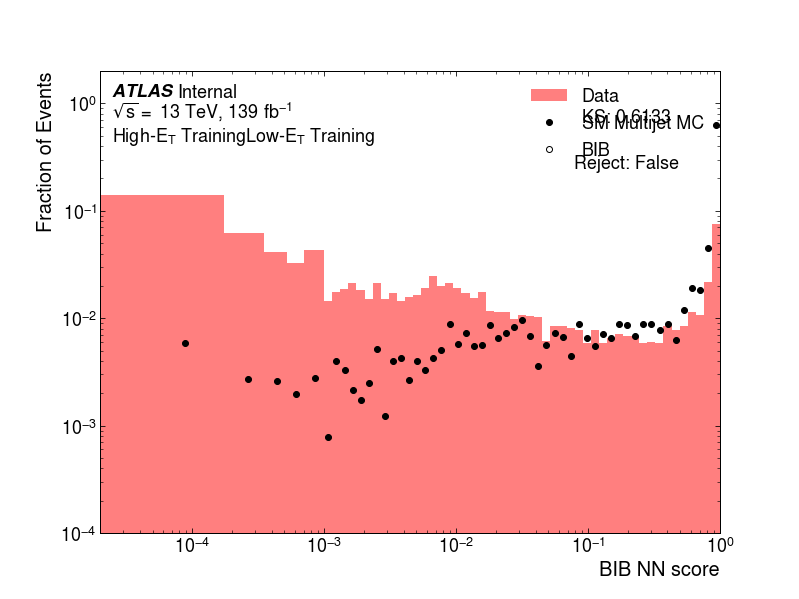 ATLAS Internal
√s = 13 TeV, 139 fb⁻¹
High-E_T TrainingLow-E_T Training
Data
KS: 0.6133
SM Multijet MC
BIB
Reject: False
Fraction of Events
10⁰
10⁻¹
10⁻²
10⁻³
10⁻⁴
10⁻⁴ 10⁻³ 10⁻² 10⁻¹ 10⁰
BIB NN score